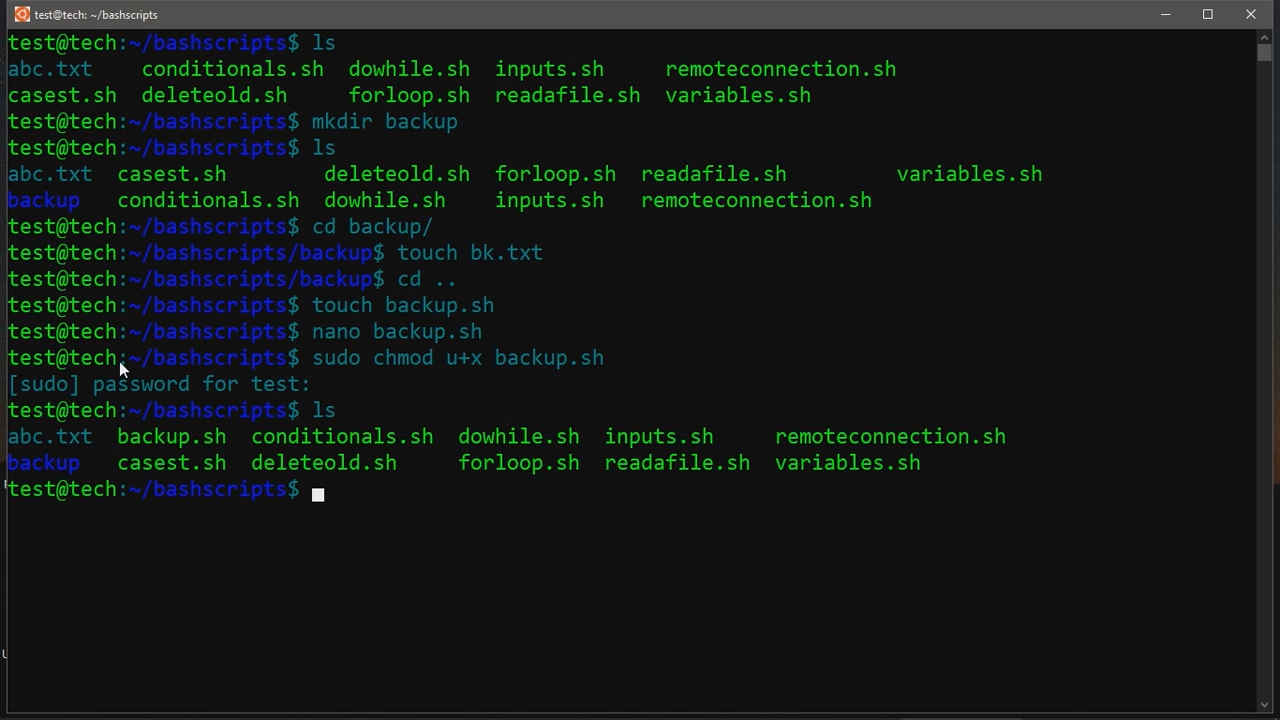 test@tech: ~/bashscripts
test@tech:~/bashscripts$ ls
abc.txt    conditionals.sh  dowhile.sh  inputs.sh     remoteconnection.sh
casest.sh  deleteold.sh     forloop.sh  readafile.sh  variables.sh
test@tech:~/bashscripts$ mkdir backup
test@tech:~/bashscripts$ ls
abc.txt  casest.sh        deleteold.sh  forloop.sh  readafile.sh         variables.sh
backup   conditionals.sh  dowhile.sh    inputs.sh   remoteconnection.sh
test@tech:~/bashscripts$ cd backup/
test@tech:~/bashscripts/backup$ touch bk.txt
test@tech:~/bashscripts/backup$ cd ..
test@tech:~/bashscripts$ touch backup.sh
test@tech:~/bashscripts$ nano backup.sh
test@tech:~/bashscripts$ sudo chmod u+x backup.sh
[sudo] password for test:
test@tech:~/bashscripts$ ls
abc.txt  backup.sh  conditionals.sh  dowhile.sh  inputs.sh     remoteconnection.sh
backup   casest.sh  deleteold.sh     forloop.sh  readafile.sh  variables.sh
test@tech:~/bashscripts$